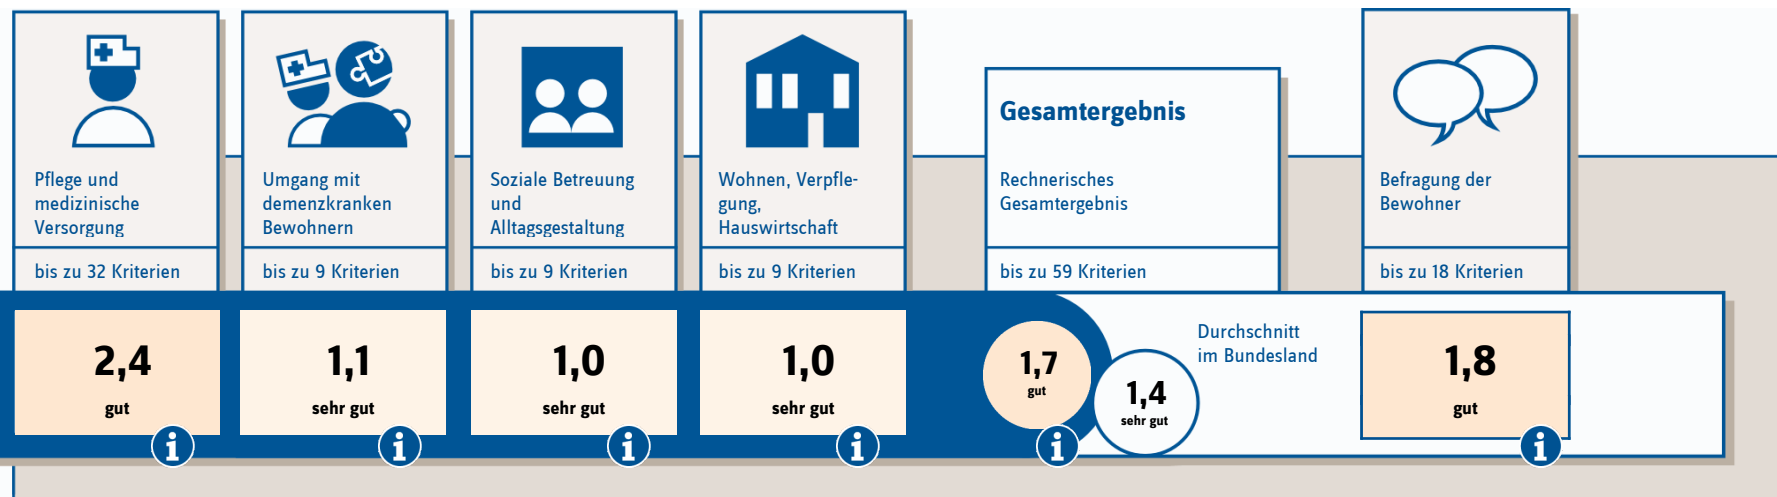 Pflege und
medizinische
Versorgung
bis zu 32 Kriterien
2,4
gut
i
Umgang mit
demenzkranken
Bewohnern
bis zu 9 Kriterien
1,1
sehr gut
i
Soziale Betreuung
und
Alltagsgestaltung
bis zu 9 Kriterien
1,0
sehr gut
i
Wohnen, Verpfle-
gung,
Hauswirtschaft
bis zu 9 Kriterien
1,0
sehr gut
i
Gesamtergebnis
Rechnerisches
Gesamtergebnis
bis zu 59 Kriterien
1,7
gut
i
1,4
sehr gut
Durchschnitt
im Bundesland
Befragung der
Bewohner
bis zu 18 Kriterien
1,8
gut
i